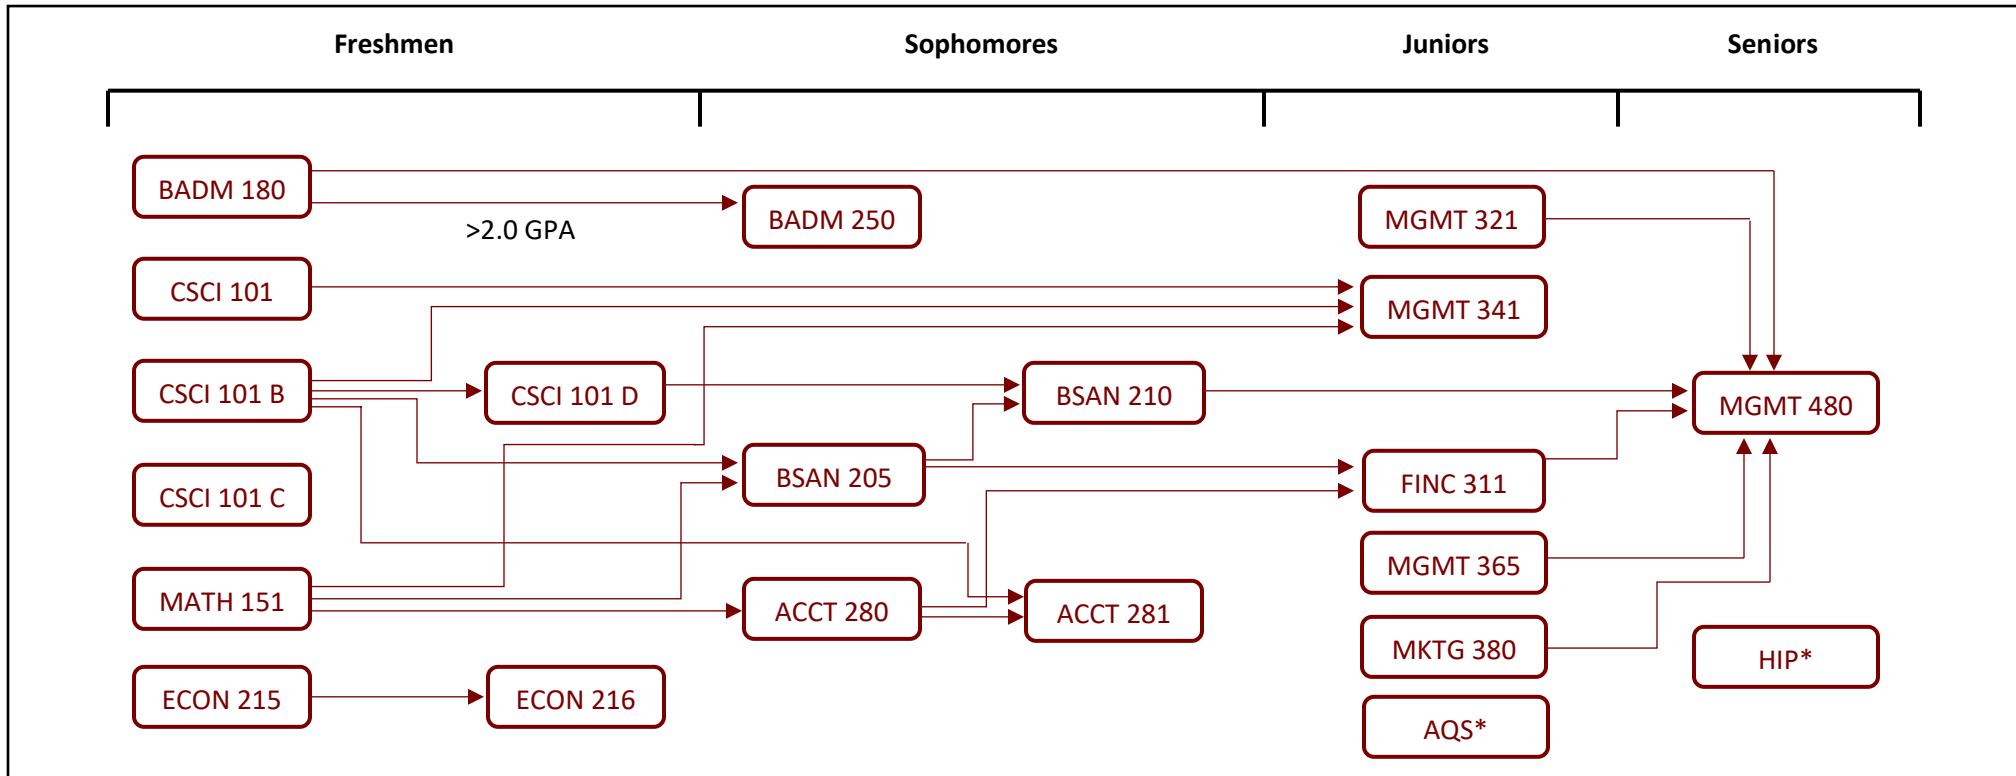 Freshmen
Sophomores
Juniors
Seniors
BADM 180
>2.0 GPA
BADM 250
MGMT 321
CSCI 101
MGMT 341
CSCI 101 B
CSCI 101 D
BSAN 210
MGMT 480
CSCI 101 C
BSAN 205
FINC 311
MGMT 365
MATH 151
ACCT 280
ACCT 281
MKTG 380
HIP*
ECON 215
ECON 216
AQS*